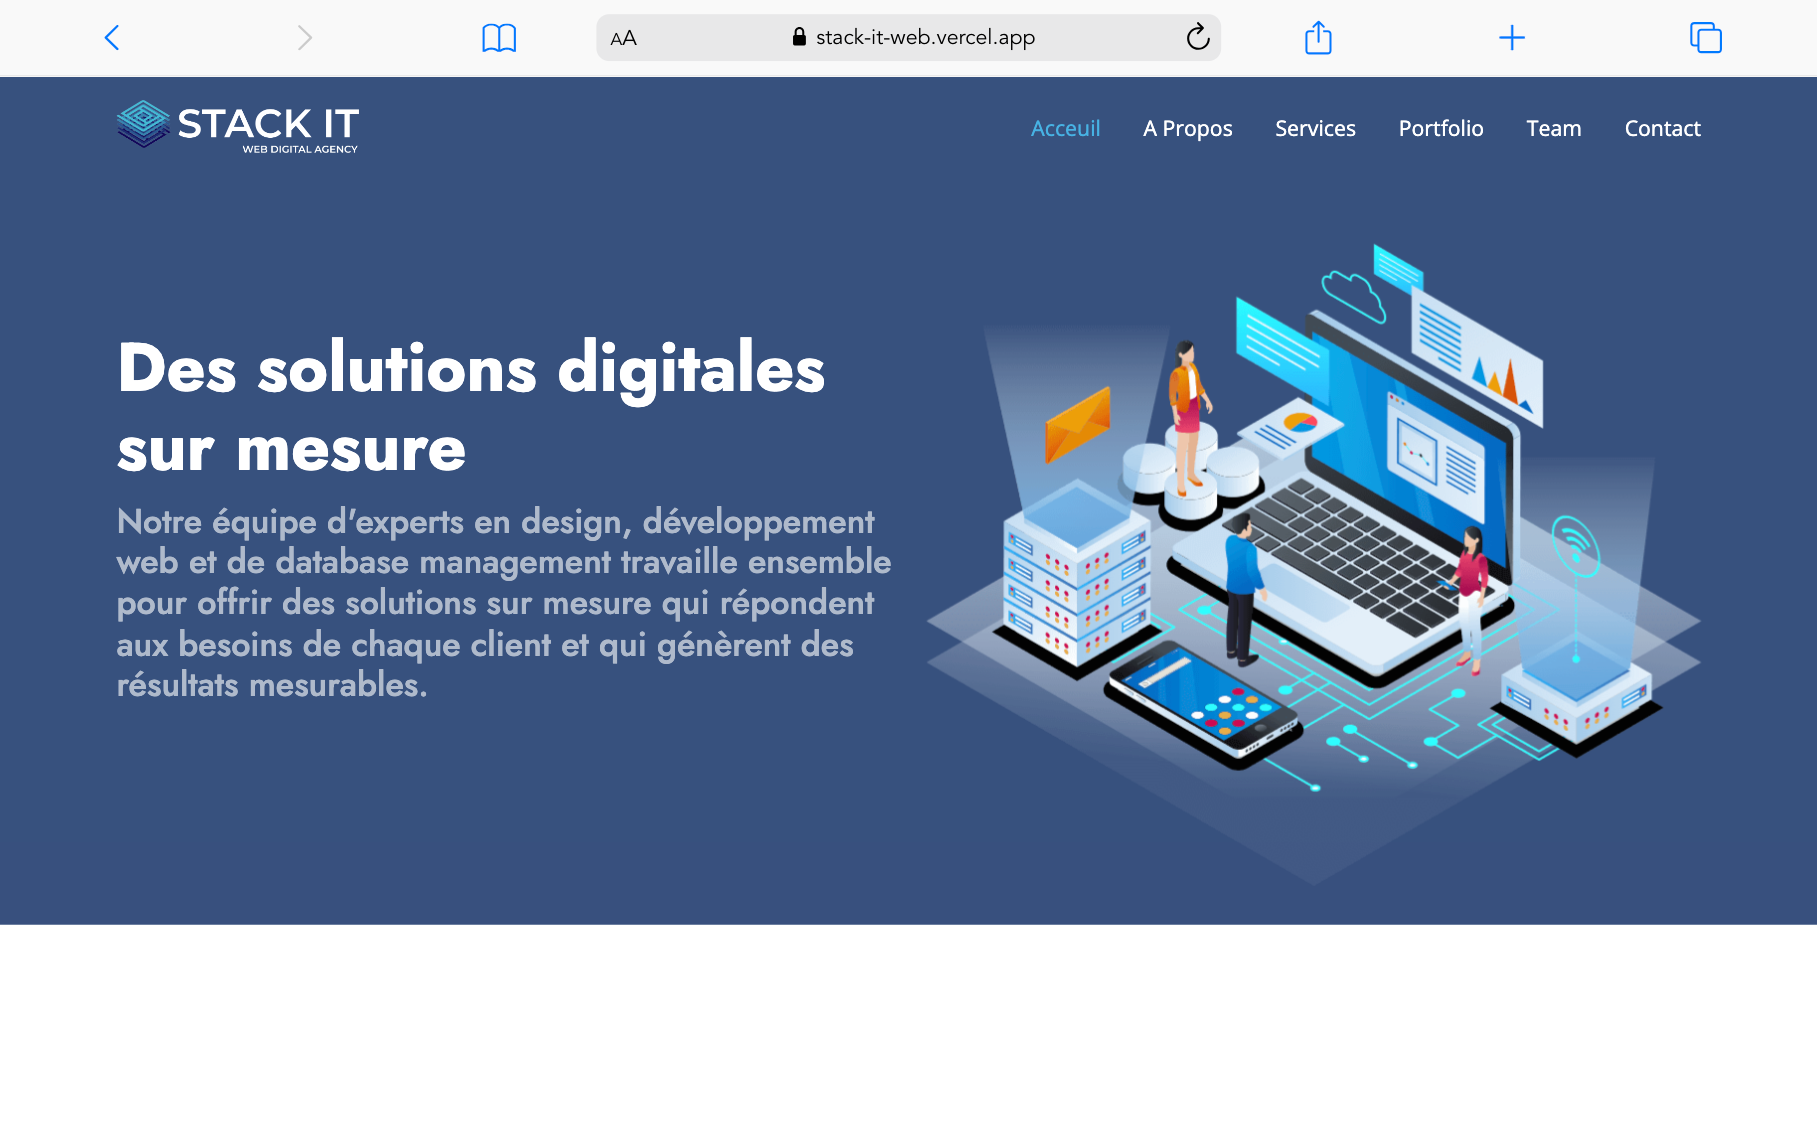 AA
stack-it-web.vercel.app
STACK IT
WEB DIGITAL AGENCY
Acceuil
A Propos
Services
Portfolio
Team
Contact
Des solutions digitales
sur mesure
Notre équipe d'experts en design, développement
web et de database management travaille ensemble
pour offrir des solutions sur mesure qui répondent
aux besoins de chaque client et qui génèrent des
résultats mesurables.